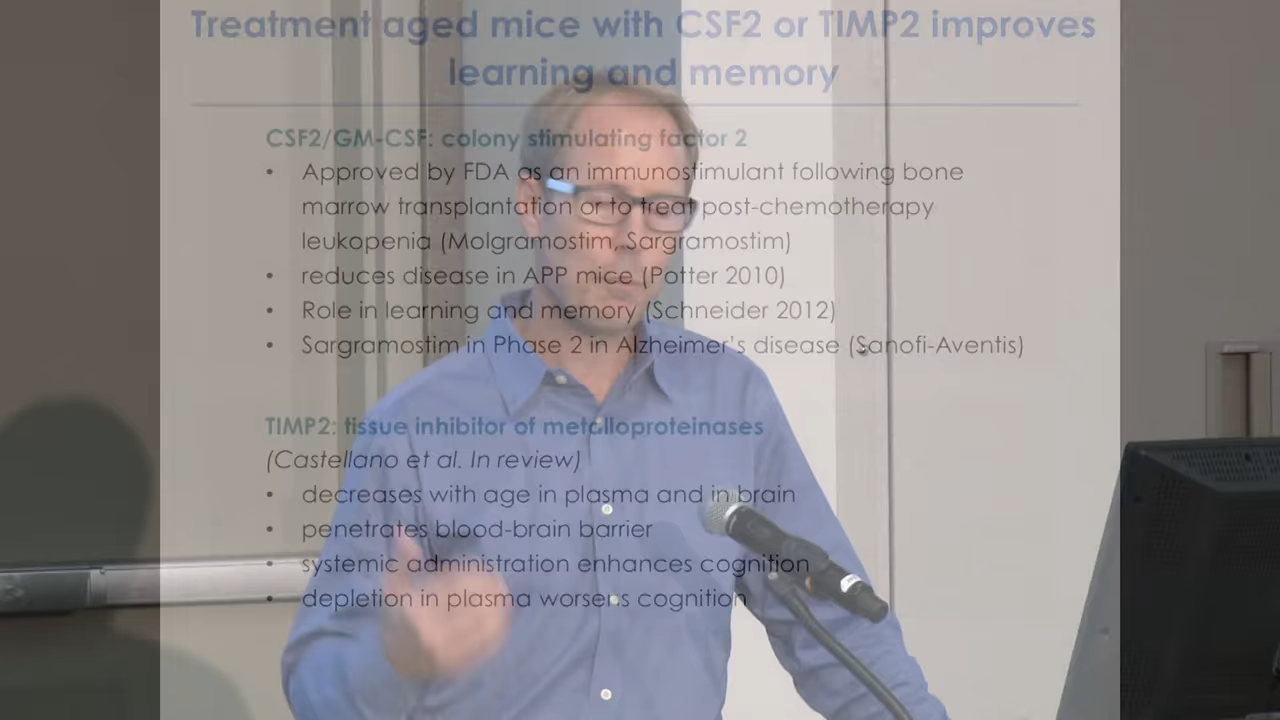 Treatment aged mice with CSF2 or TIMP2 improves
learning and memory
CSF2/GM-CSF: colony stimulating factor 2
• Approved by FDA as an immunostimulant following bone
marrow transplantation or to treat post-chemotherapy
leukopenia (Molgramostim, Sargramostim)
• reduces disease in APP mice (Potter 2010)
• Role in learning and memory (Schneider 2012)
• Sargramostim in Phase 2 in Alzheimer's disease (Sanofi-Aventis)
TIMP2: tissue inhibitor of metalloproteinases
(Castellano et al. In review)
• decreases with age in plasma and in brain
• penetrates blood-brain barrier
• systemic administration enhances cognition
• depletion in plasma worsens cognition